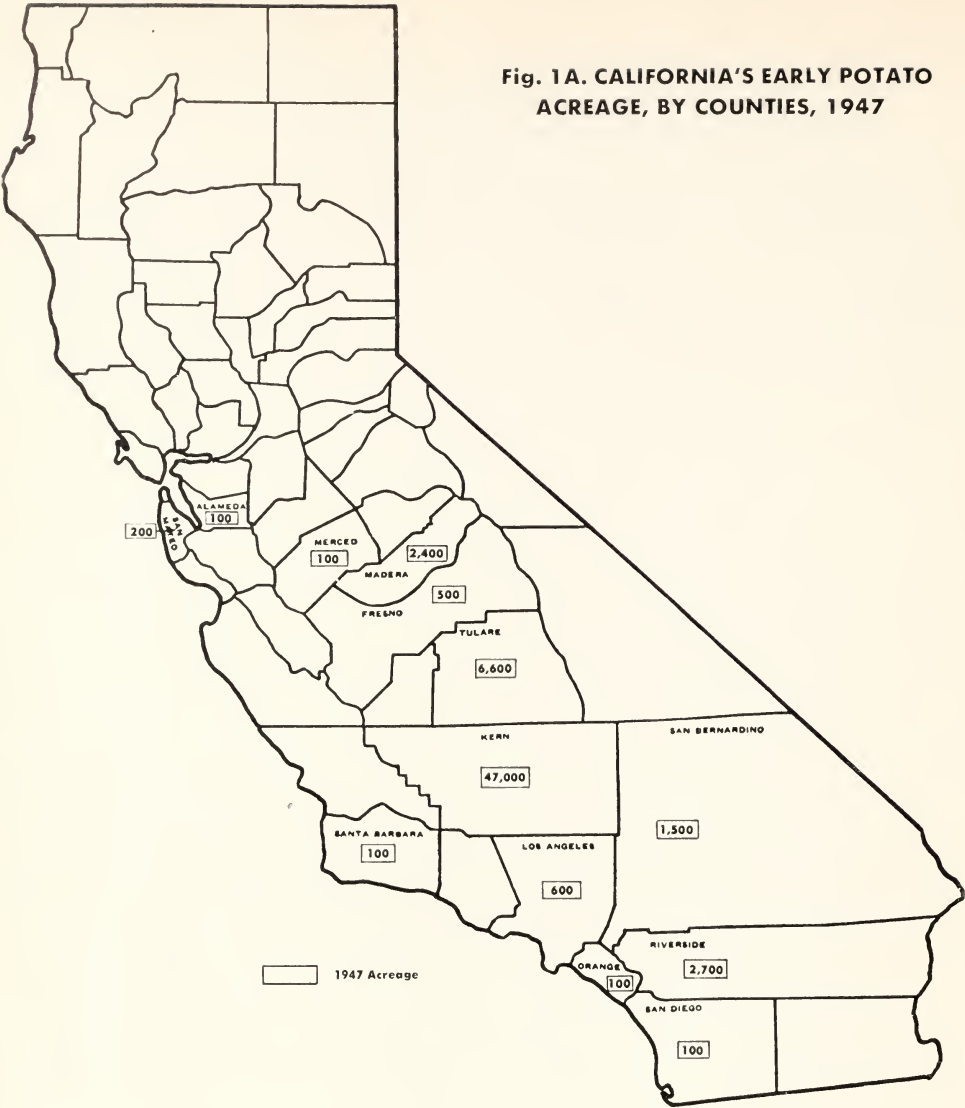 Fig. 1A. CALIFORNIA'S EARLY POTATO
ACREAGE, BY COUNTIES, 1947
ALAMEDA
100
200
SAN
MATEO
MERCED
100
2,400
MADERA
500
FRESNO
TULARE
6,600
KERN
47,000
SAN BERNARDINO
1,500
SANTA BARBARA
100
LOS ANGELES
600
RIVERSIDE
2,700
ORANGE
100
SAN DIEGO
100
1947 Acreage